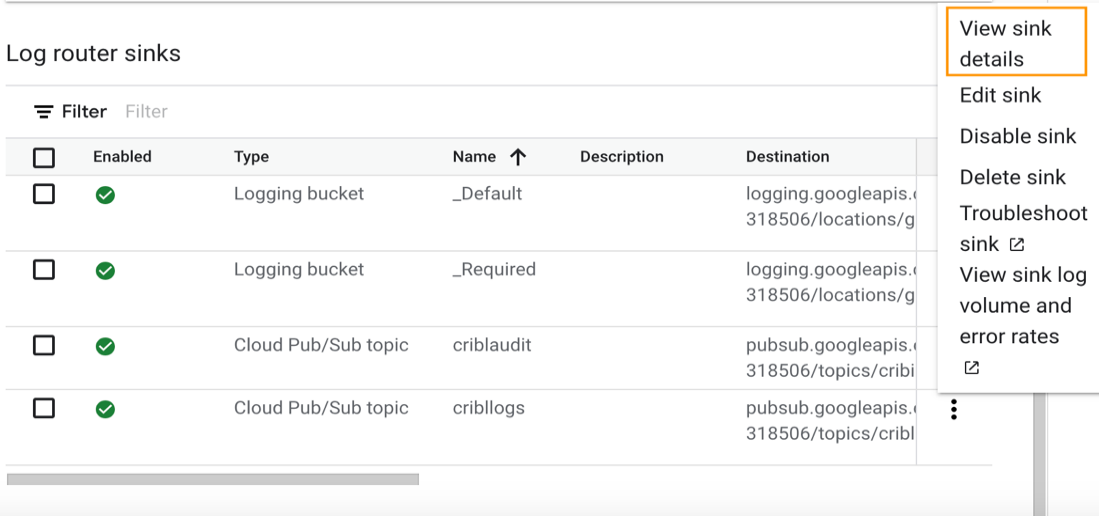 Log router sinks
Filter Filter
Enabled Type Name Description Destination
Logging bucket _Default logging.googleapis.
318506/locations/g
Logging bucket _Required logging.googleapis.
318506/locations/g
Cloud Pub/Sub topic criblaudit pubsub.googleapis.
318506/topics/cribi
Cloud Pub/Sub topic cribllogs pubsub.googleapis.
318506/topics/cribl
View sink
details
Edit sink
Disable sink
Delete sink
Troubleshoot
sink
View sink log
volume and
error rates